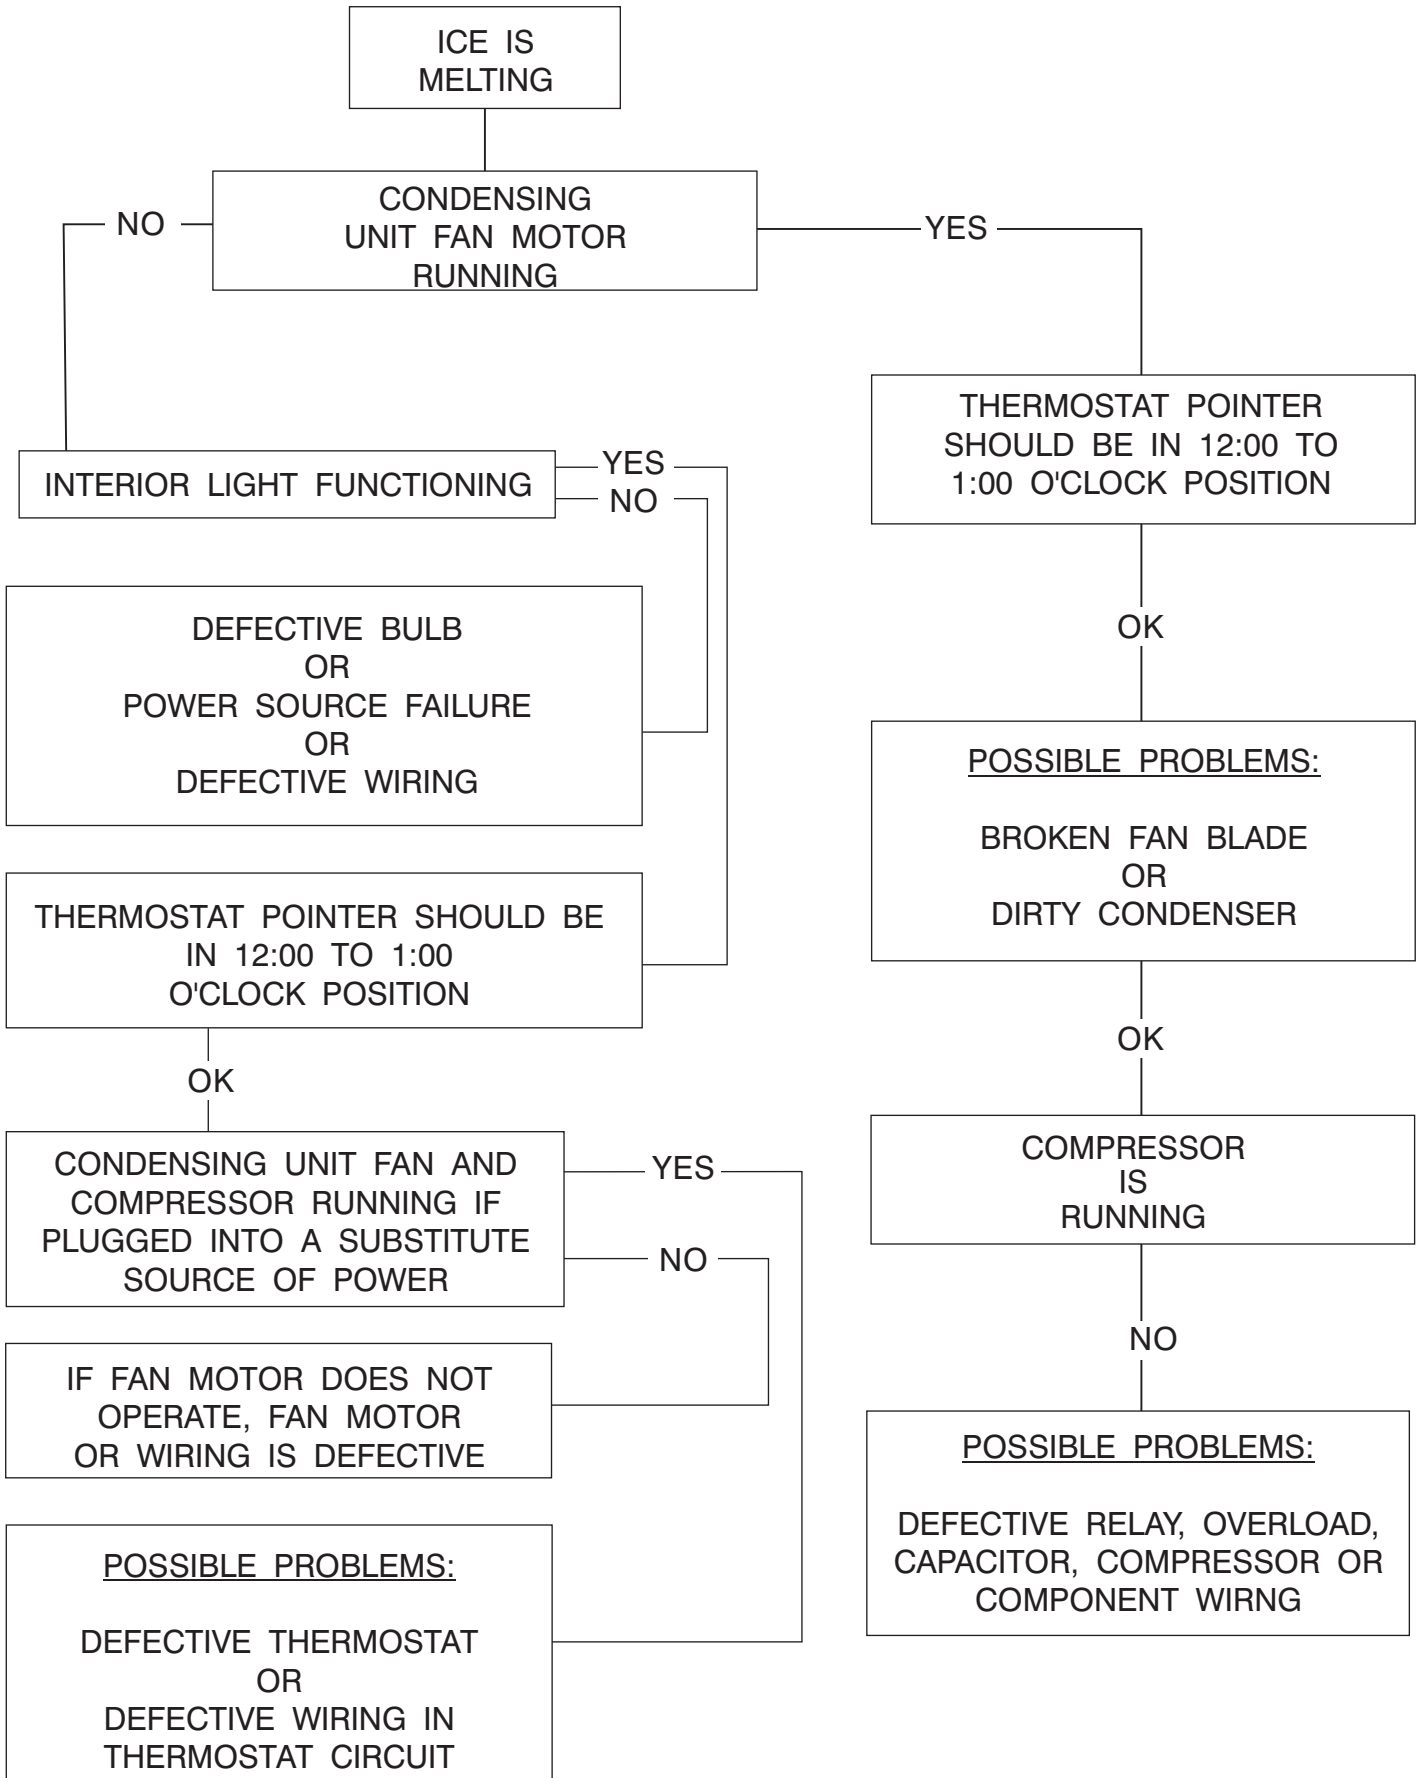 ICE IS
MELTING
CONDENSING
UNIT FAN MOTOR
RUNNING
NO
YES
INTERIOR LIGHT FUNCTIONING
YES
NO
DEFECTIVE BULB
OR
POWER SOURCE FAILURE
OR
DEFECTIVE WIRING
THERMOSTAT POINTER SHOULD BE
IN 12:00 TO 1:00
O'CLOCK POSITION
OK
CONDENSING UNIT FAN AND
COMPRESSOR RUNNING IF
PLUGGED INTO A SUBSTITUTE
SOURCE OF POWER
YES
NO
IF FAN MOTOR DOES NOT
OPERATE, FAN MOTOR
OR WIRING IS DEFECTIVE
POSSIBLE PROBLEMS:
DEFECTIVE THERMOSTAT
OR
DEFECTIVE WIRING IN
THERMOSTAT CIRCUIT
THERMOSTAT POINTER
SHOULD BE IN 12:00 TO
1:00 O'CLOCK POSITION
OK
POSSIBLE PROBLEMS:
BROKEN FAN BLADE
OR
DIRTY CONDENSER
OK
COMPRESSOR
IS
RUNNING
NO
POSSIBLE PROBLEMS:
DEFECTIVE RELAY, OVERLOAD,
CAPACITOR, COMPRESSOR OR
COMPONENT WIRNG